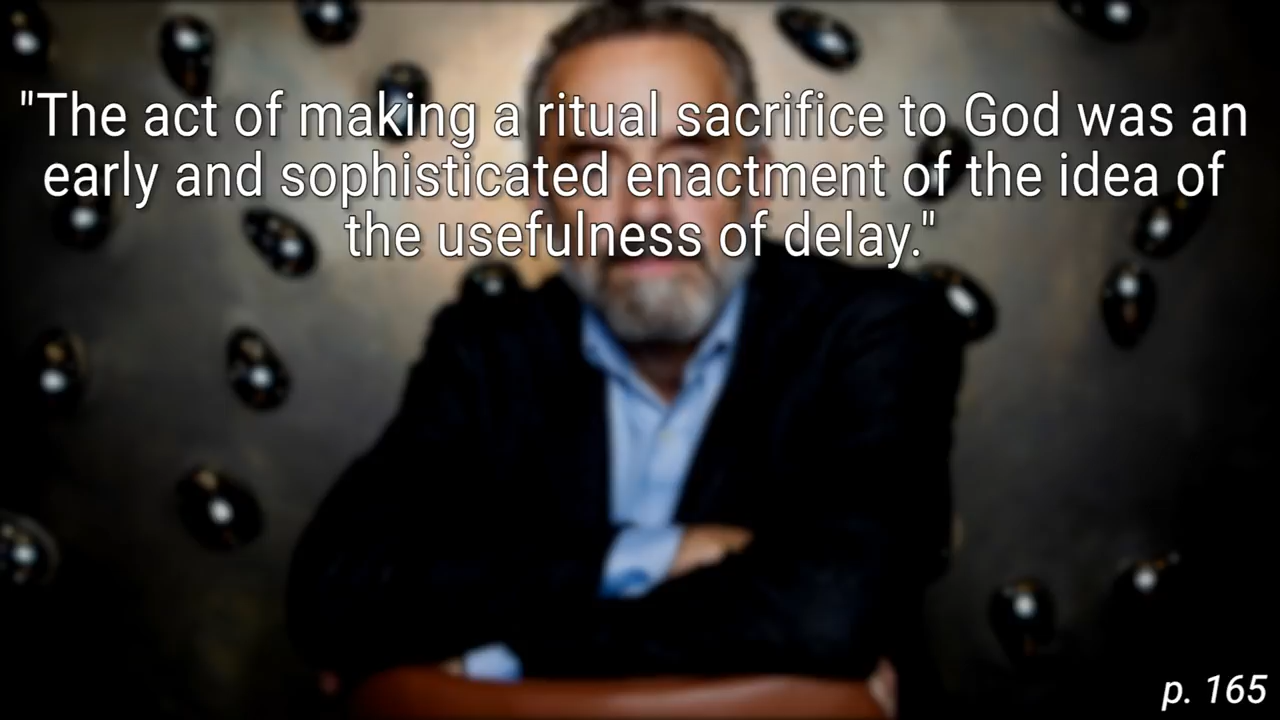 "The act of making a ritual sacrifice to God was an
early and sophisticated enactment of the idea of
the usefulness of delay."
p. 165